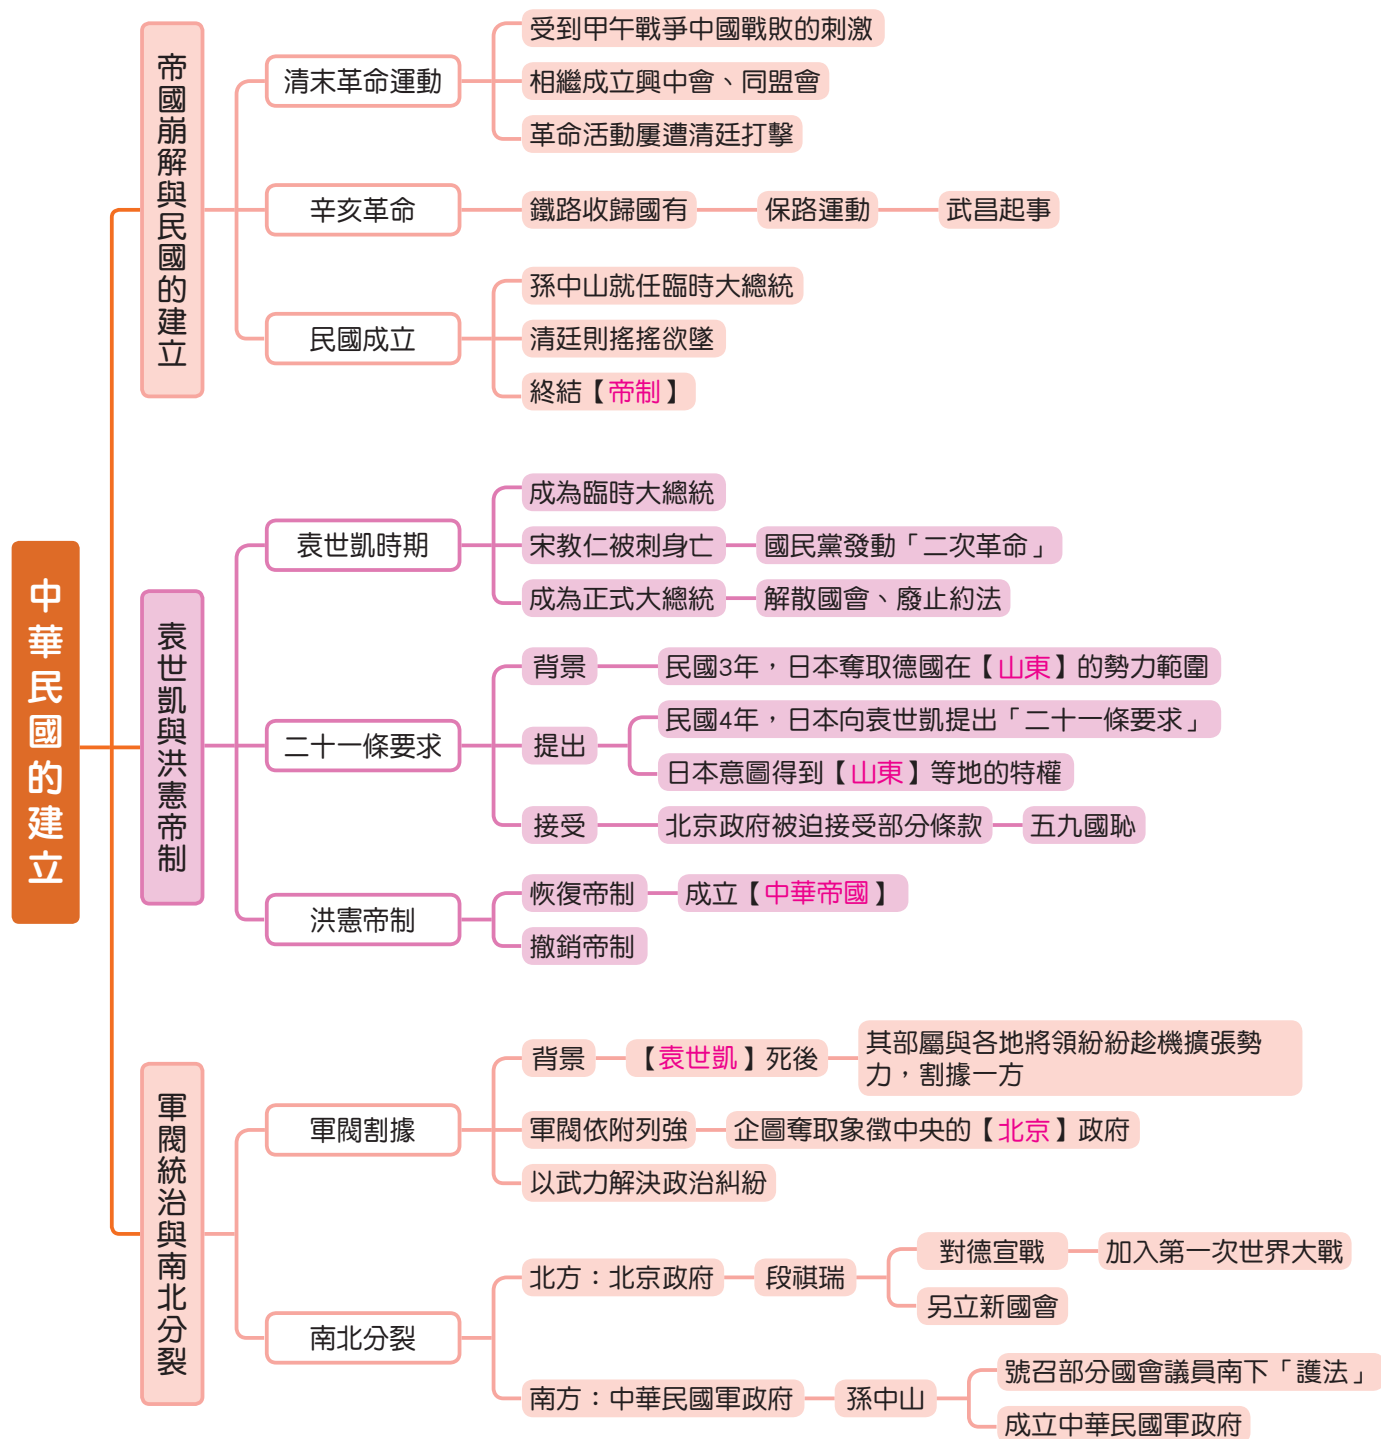 中華民國的建立
帝國崩解與民國的建立
清末革命運動
受到甲午戰爭中國戰敗的刺激
相繼成立興中會、同盟會
革命活動屢遭清廷打擊
辛亥革命
鐵路收歸國有
保路運動
武昌起事
民國成立
孫中山就任臨時大總統
清廷則搖搖欲墜
終結【帝制】
袁世凱與洪憲帝制
袁世凱時期
成為臨時大總統
宋教仁被刺身亡
國民黨發動「二次革命」
成為正式大總統
解散國會、廢止約法
二十一條要求
背景
民國3年，日本奪取德國在【山東】的勢力範圍
提出
民國4年，日本向袁世凱提出「二十一條要求」
日本意圖得到【山東】等地的特權
接受
北京政府被迫接受部分條款
五九國恥
洪憲帝制
恢復帝制
成立【中華帝國】
撤銷帝制
軍閥統治與南北分裂
軍閥割據
背景
【袁世凱】死後
其部屬與各地將領紛紛趁機擴張勢
力，割據一方
軍閥依附列強
企圖奪取象徵中央的【北京】政府
以武力解決政治糾紛
南北分裂
北方：北京政府
段祺瑞
對德宣戰
加入第一次世界大戰
另立新國會
南方：中華民國軍政府
孫中山
號召部分國會議員南下「護法」
成立中華民國軍政府